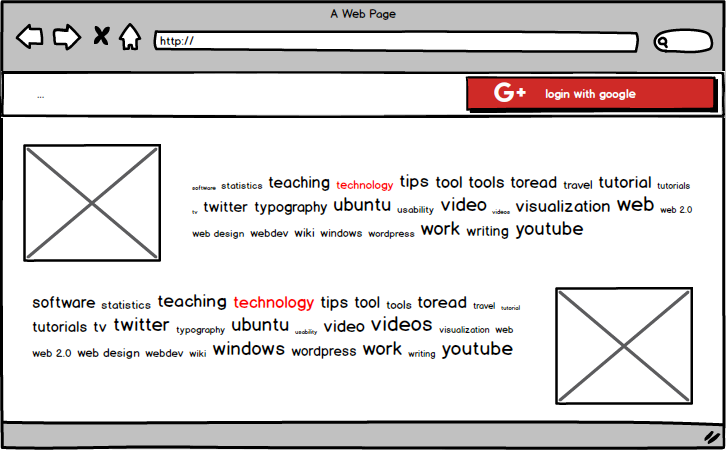 A Web Page
http://
...
G+ login with google
software statistics teaching technology tips tool tools toread travel tutorial tutorials
tv twitter typography ubuntu usability video videos visualization web web 2.0
web design webdev wiki windows wordpress work writing youtube
software statistics teaching technology tips tool tools toread travel tutorial
tutorials tv twitter typography ubuntu usability video videos visualization web
web 2.0 web design webdev wiki windows wordpress work writing youtube